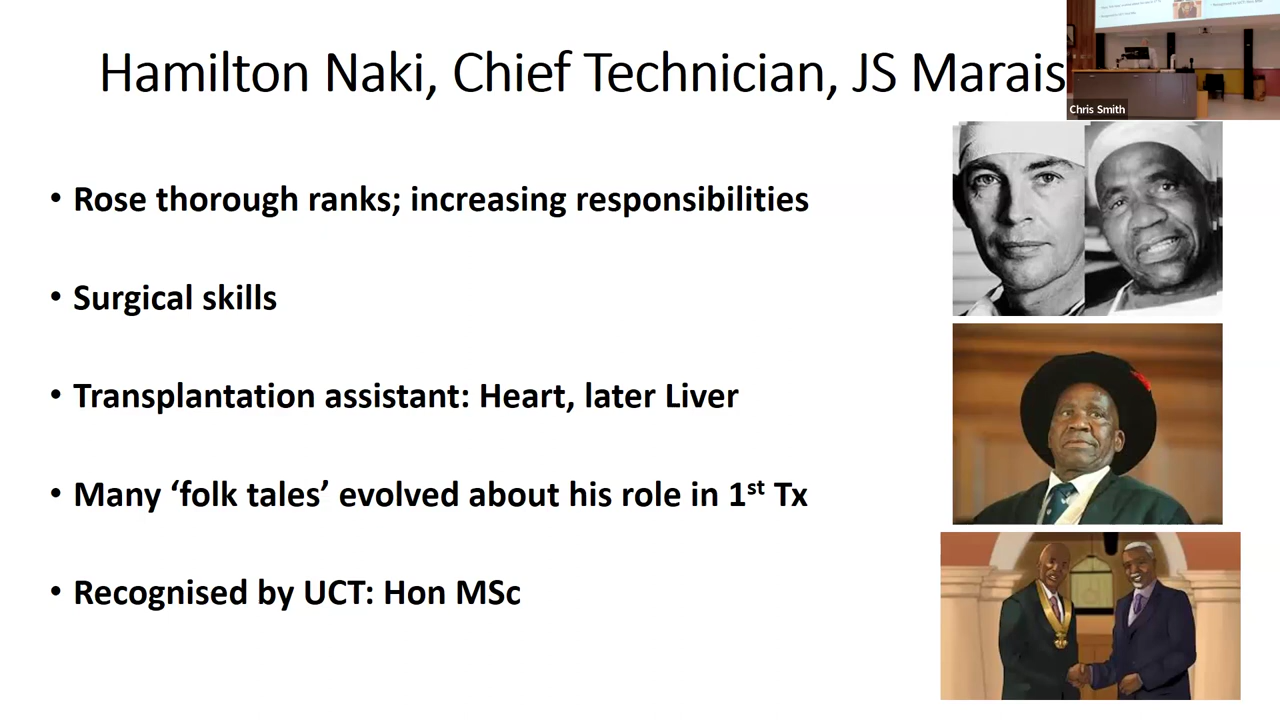 Hamilton Naki, Chief Technician, JS Marais
Chris Smith
• Rose thorough ranks; increasing responsibilities
• Surgical skills
• Transplantation assistant: Heart, later Liver
• Many ‘folk tales’ evolved about his role in 1st Tx
• Recognised by UCT: Hon MSc